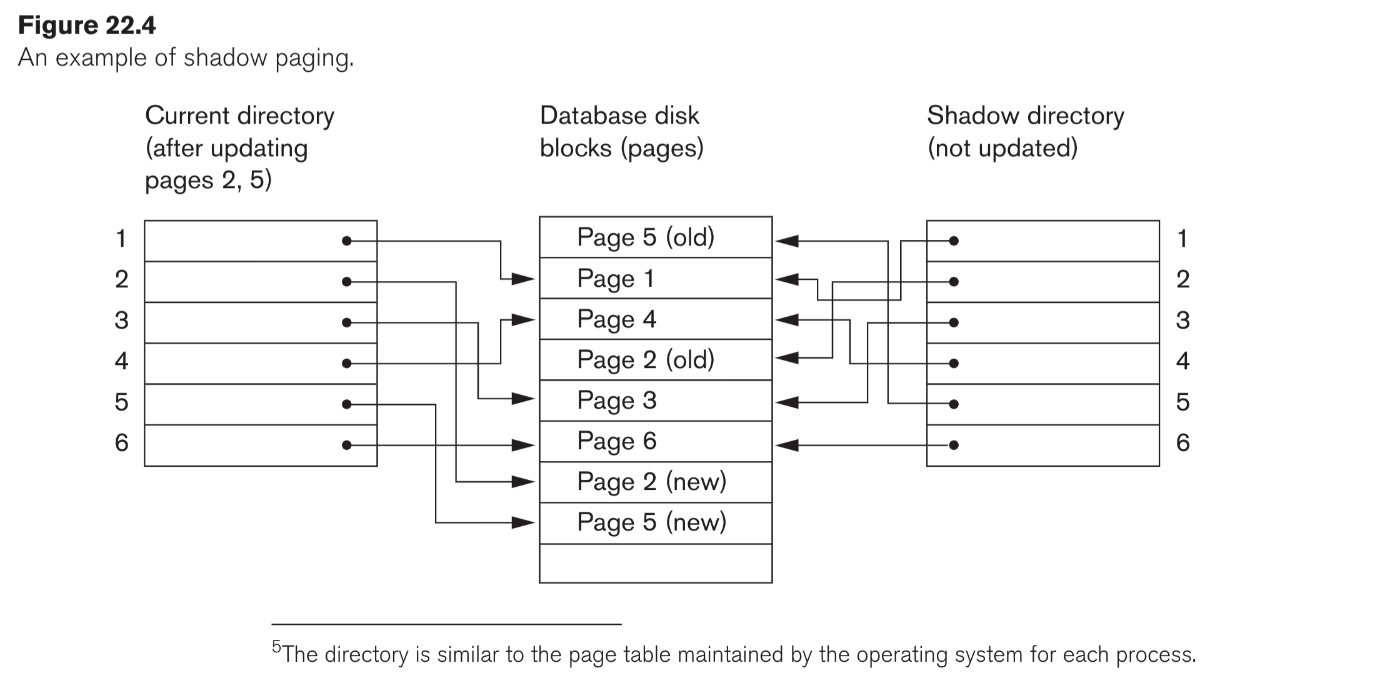 Figure 22.4
An example of shadow paging.
Current directory
(after updating
pages 2, 5)
Database disk
blocks (pages)
Shadow directory
(not updated)
1
2
3
4
5
6
Page 5 (old)
Page 1
Page 4
Page 2 (old)
Page 3
Page 6
Page 2 (new)
Page 5 (new)
1
2
3
4
5
6
5The directory is similar to the page table maintained by the operating system for each process.